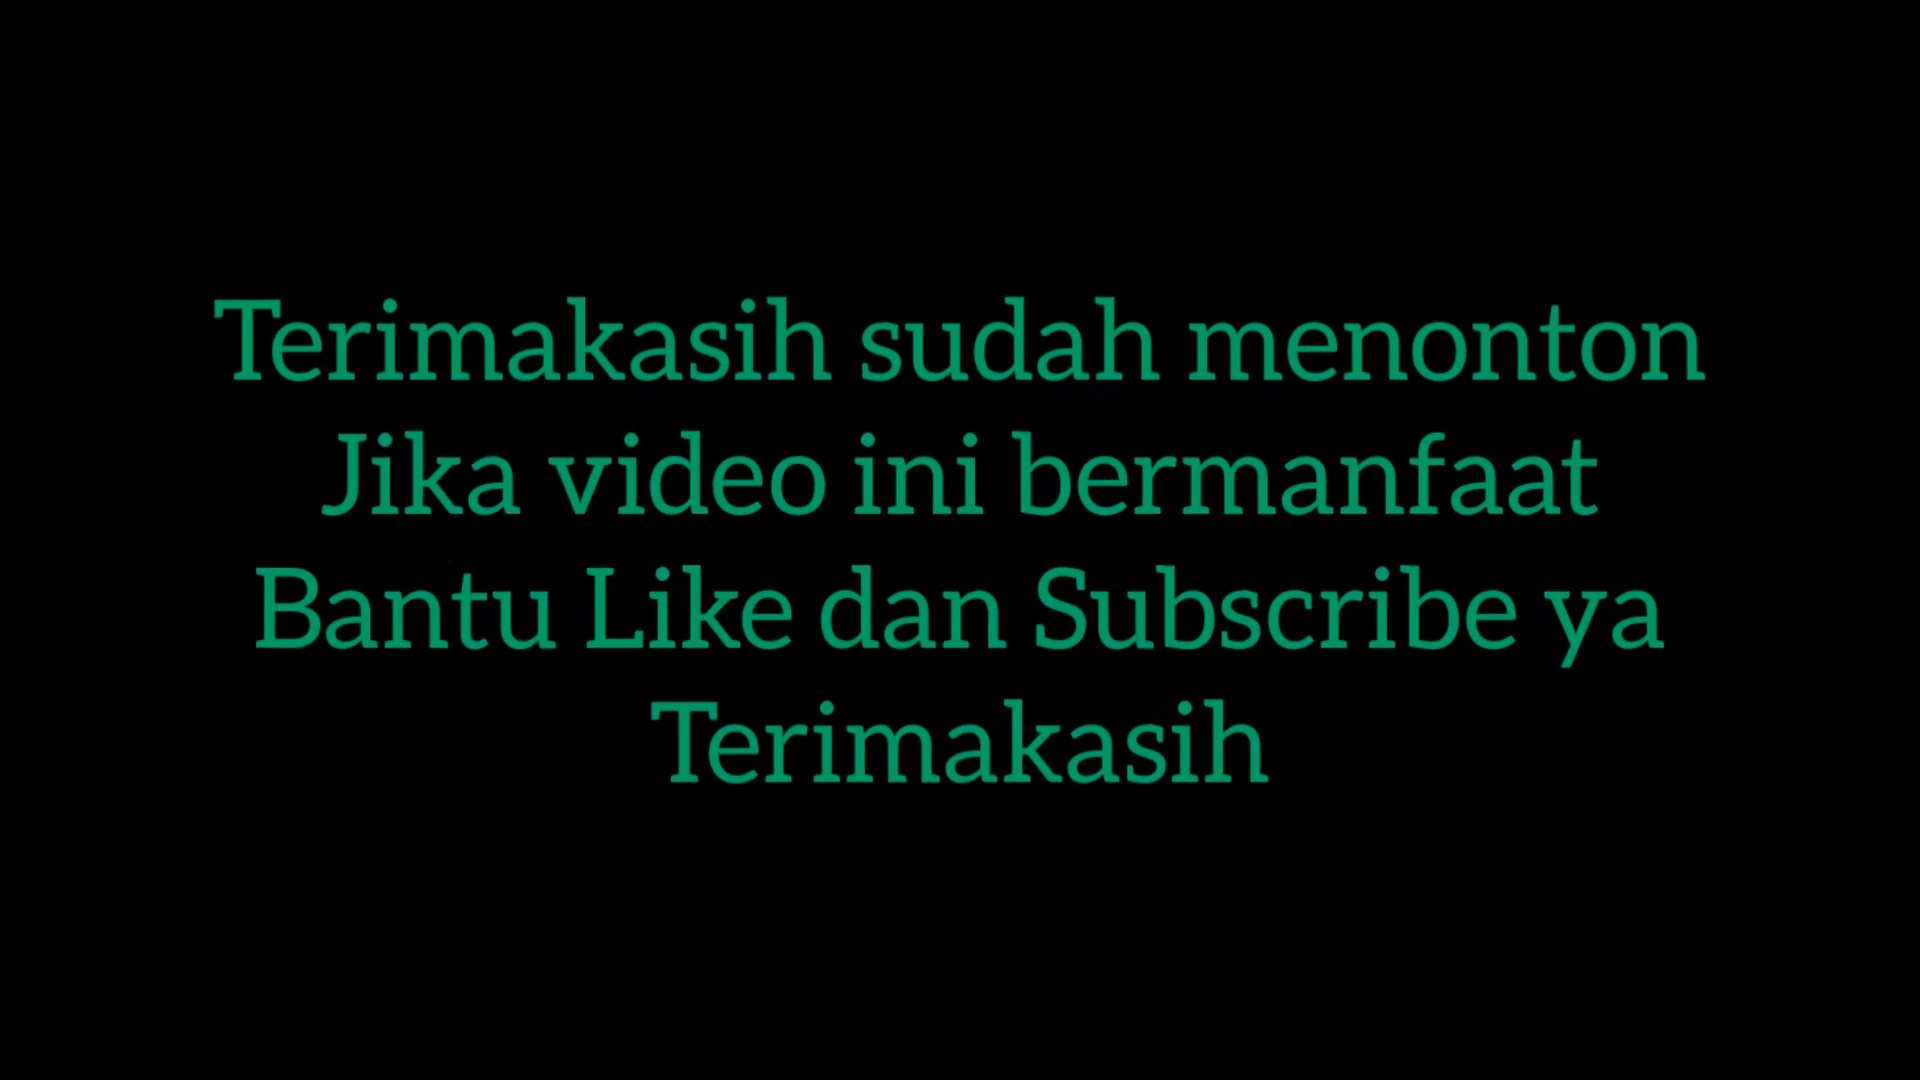 Terimakasih sudah menonton
Jika video ini bermanfaat
Bantu Like dan Subscribe ya
Terimakasih